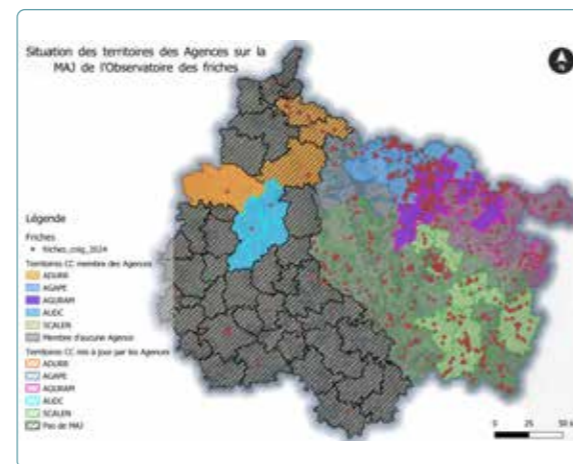 Situation des territoires des Agences sur la
MAJ de l'Observatoire des friches
Légende
Friches
friches_crig_2024
Territoires CC membre des Agences
ADURR
AGAPE
AGURAM
AUDC
SCALEN
Membre d'aucune Agence
Territoires CC mis à jour par les Agences
ADURR
AGAPE
AGURAM
AUDC
SCALEN
Pas de MAJ
0 25 50